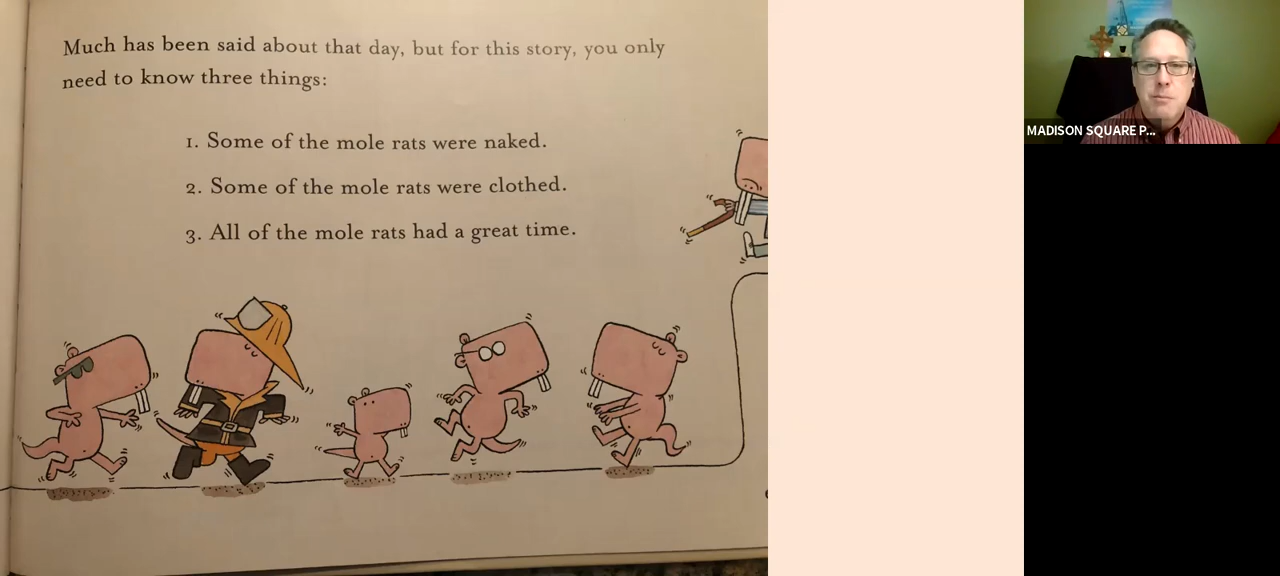 Much has been said about that day, but for this story, you only
need to know three things:
1. Some of the mole rats were naked.
2. Some of the mole rats were clothed.
3. All of the mole rats had a great time.
MADISON SQUARE P...